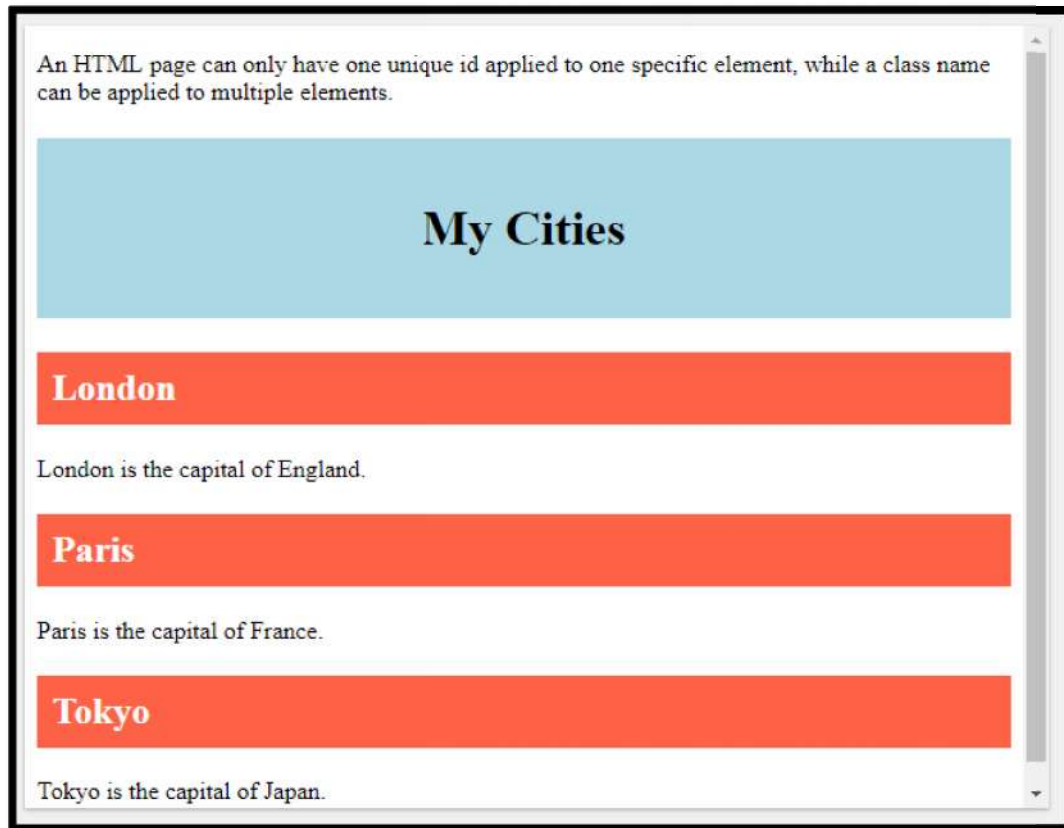 An HTML page can only have one unique id applied to one specific element, while a class name
can be applied to multiple elements.
My Cities
London
London is the capital of England.
Paris
Paris is the capital of France.
Tokyo
Tokyo is the capital of Japan.